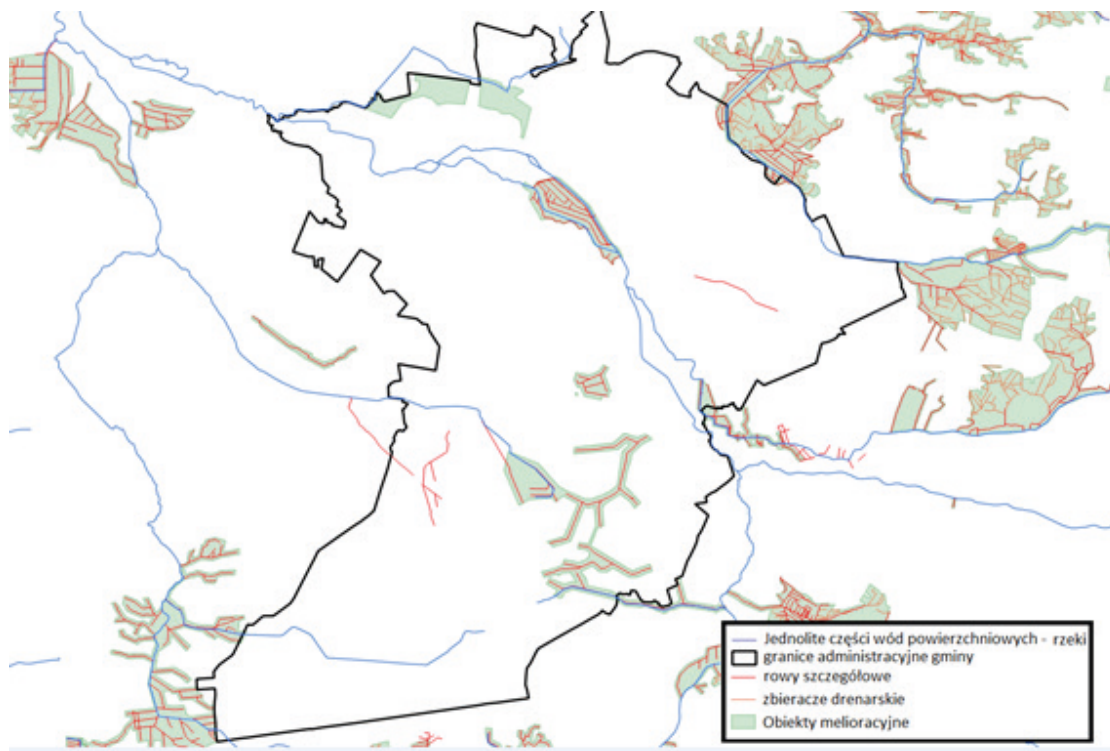 Jednolite części wód powierzchniowych - rzeki
granice administracyjne gminy
rowy szczegółowe
zbieracze drenarskie
Obiekty melioracyjne